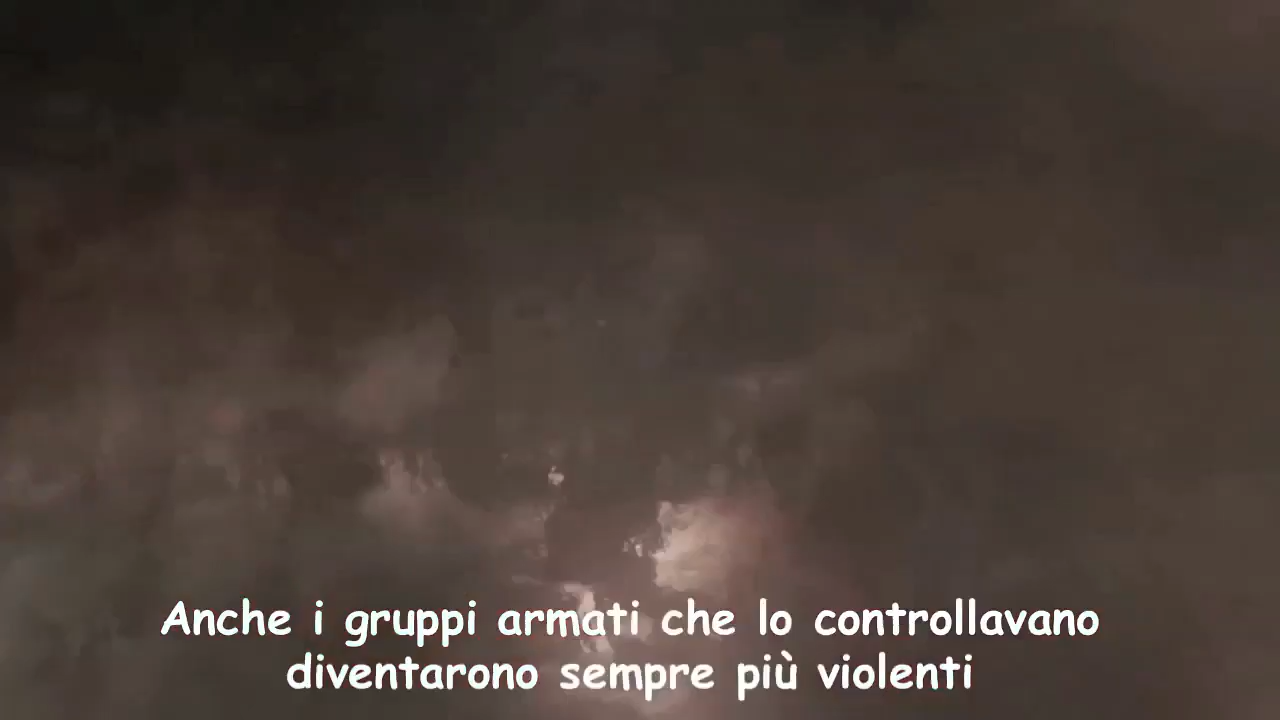 Anche i gruppi armati che lo controllavano
diventarono sempre più violenti